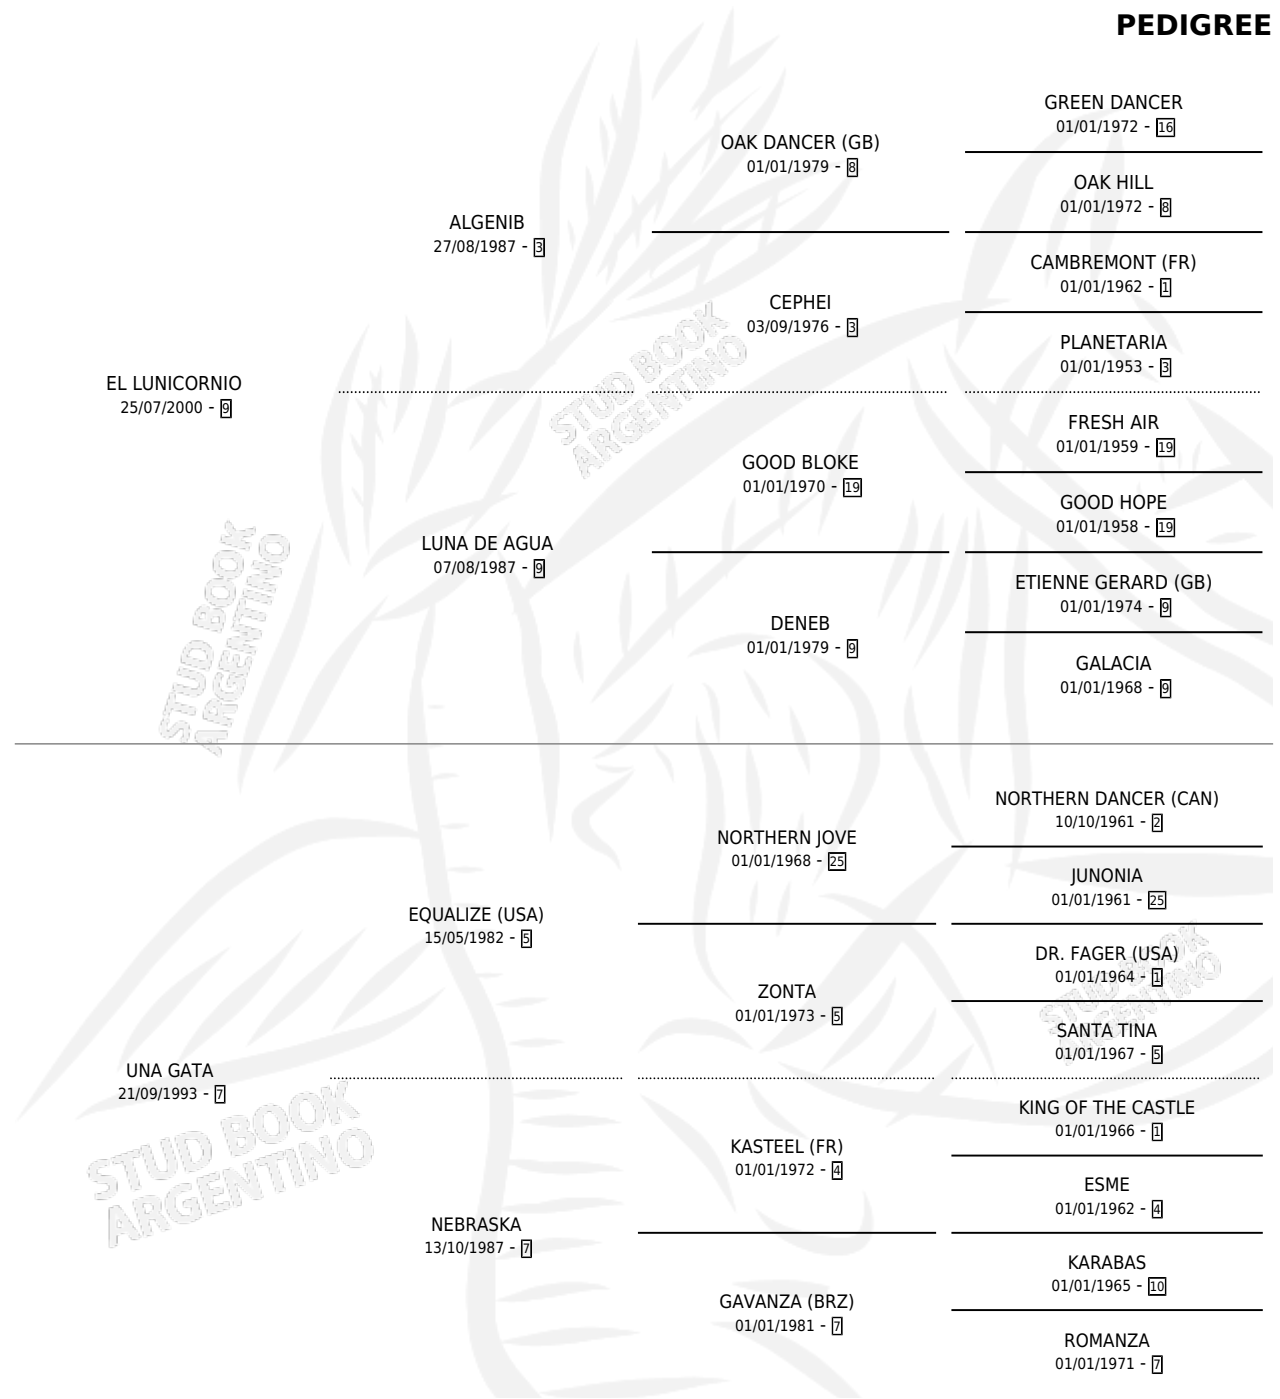 PEDIGREE
GREEN DANCER
01/01/1972 - 16
OAK DANCER (GB)
01/01/1979 - 8
OAK HILL
01/01/1972 - 8
ALGENIB
27/08/1987 - 3
CAMBREMONT (FR)
01/01/1962 - 1
CEPHEI
03/09/1976 - 3
PLANETARIA
01/01/1953 - 3
EL LUNICORNIO
25/07/2000 - 9
FRESH AIR
01/01/1959 - 19
GOOD BLOKE
01/01/1970 - 19
GOOD HOPE
01/01/1958 - 19
LUNA DE AGUA
07/08/1987 - 9
ETIENNE GERARD (GB)
01/01/1974 - 9
DENEB
01/01/1979 - 9
GALACIA
01/01/1968 - 9
NORTHERN DANCER (CAN)
10/10/1961 - 2
NORTHERN JOVE
01/01/1968 - 25
JUNONIA
01/01/1961 - 25
EQUALIZE (USA)
15/05/1982 - 5
DR. FAGER (USA)
01/01/1964 - 1
ZONTA
01/01/1973 - 5
SANTA TINA
01/01/1967 - 5
UNA GATA
21/09/1993 - 7
KING OF THE CASTLE
01/01/1966 - 1
KASTEEL (FR)
01/01/1972 - 4
ESME
01/01/1962 - 4
NEBRASKA
13/10/1987 - 7
KARABAS
01/01/1965 - 10
GAVANZA (BRZ)
01/01/1981 - 7
ROMANZA
01/01/1971 - 7
STUD BOOK
ARGENTINO
STUD BOOK
ARGENTINO
STUD BOOK
ARGENTINO
STUD BOOK
ARGENTINO